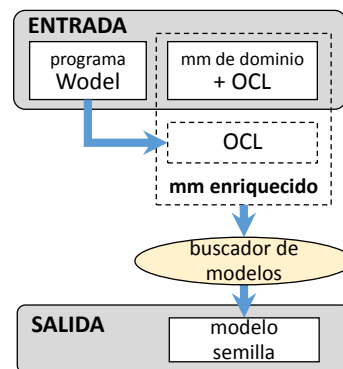 ENTRADA
programa
Wodel
mm de dominio
+ OCL
OCL
mm enriquecido
buscador de
modelos
SALIDA
modelo
semilla